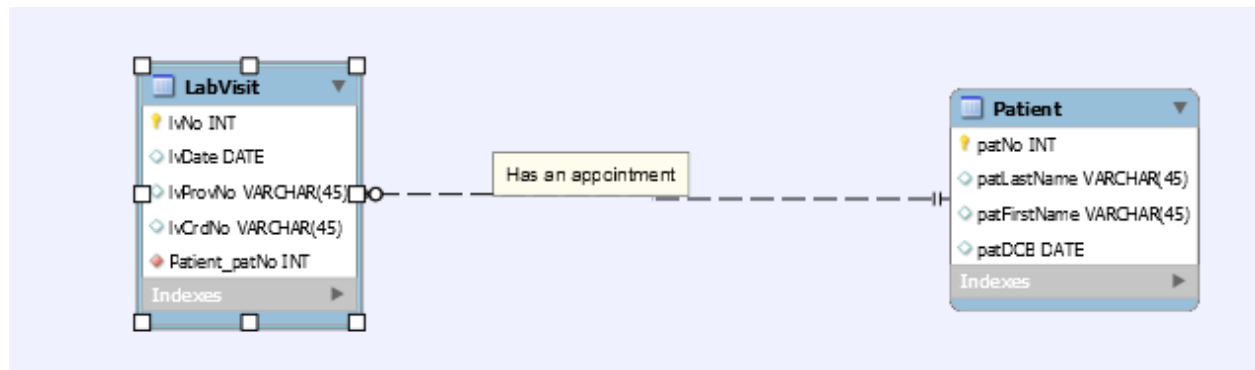 LabVisit
lvNo INT
lvDate DATE
lvProvNo VARCHAR(45)
lvOrdNo VARCHAR(45)
Patient_patNo INT
Indexes
Has an appointment
Patient
patNo INT
patLastName VARCHAR(45)
patFirstName VARCHAR(45)
patDOB DATE
Indexes